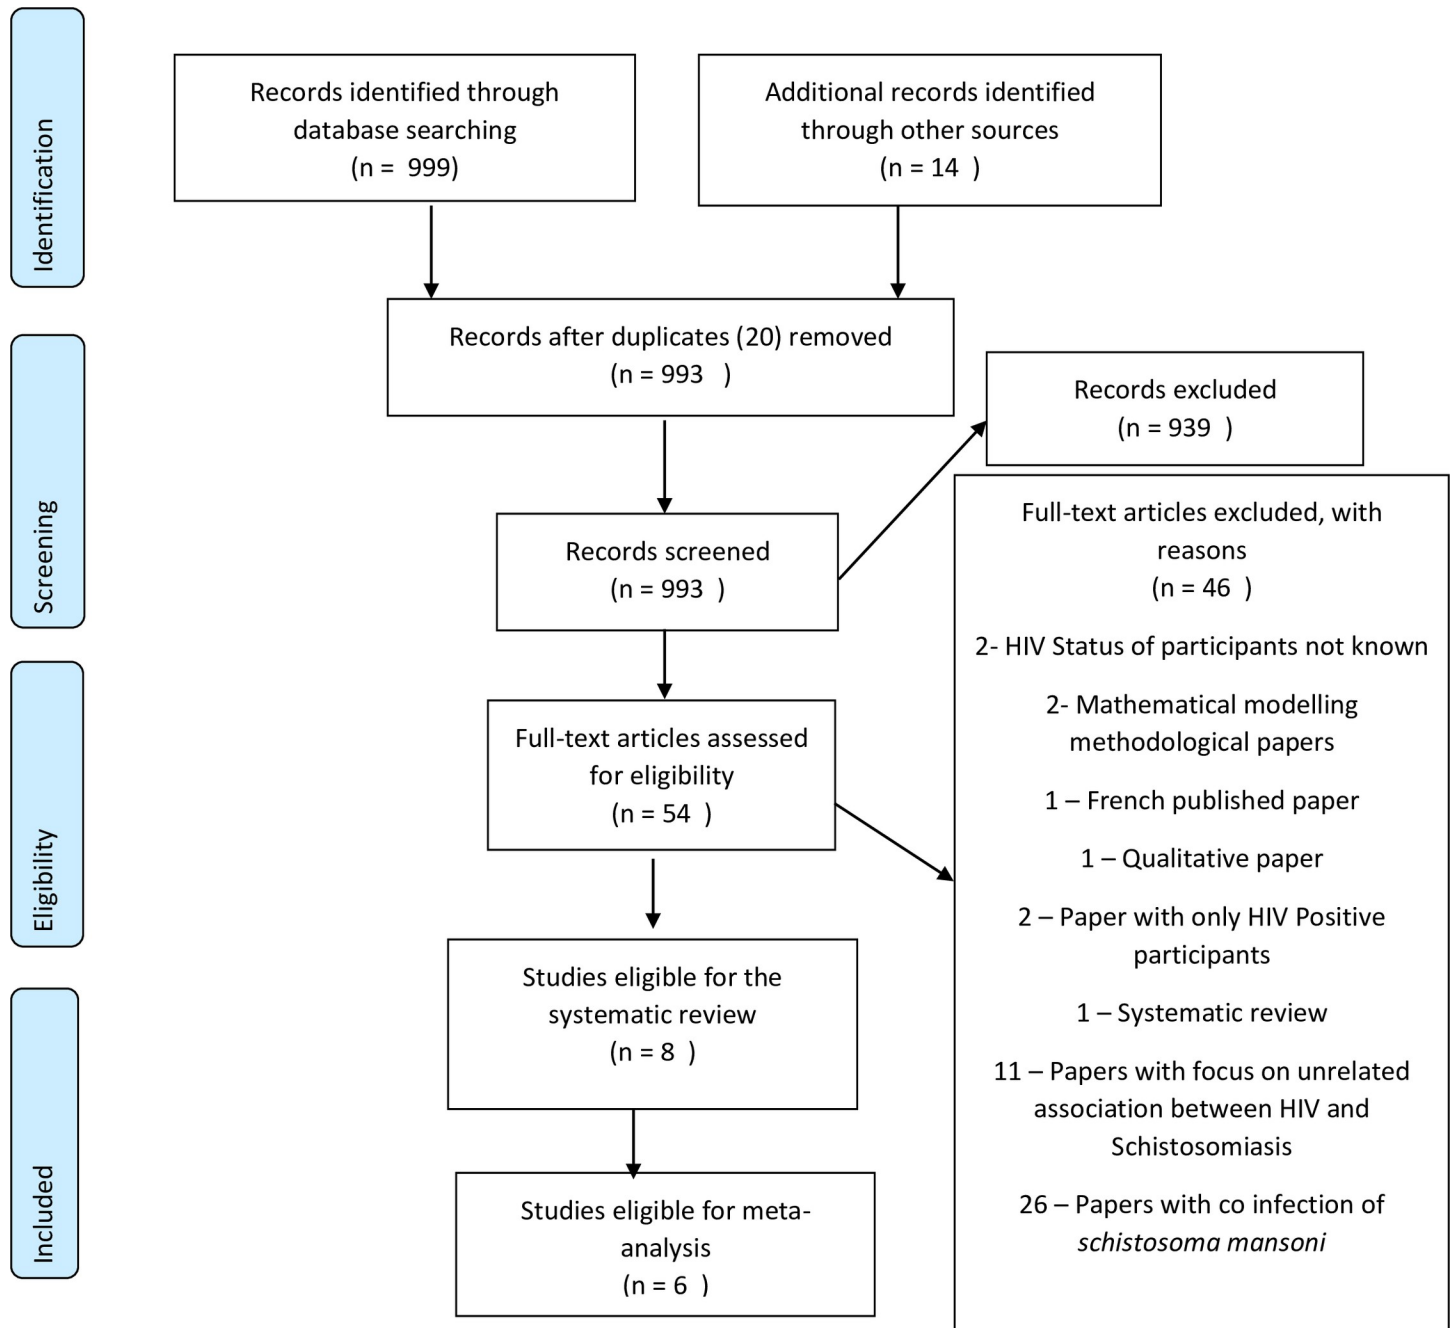 Identification
Records identified through
database searching
(n =  999)
Additional records identified
through other sources
(n = 14  )
Records after duplicates (20) removed
(n = 993   )
Screening
Records excluded
(n = 939  )
Records screened
(n = 993  )
Full-text articles excluded, with
reasons
(n = 46  )
2- HIV Status of participants not known
2- Mathematical modelling
methodological papers
1 – French published paper
1 – Qualitative paper
2 – Paper with only HIV Positive
participants
1 – Systematic review
11 – Papers with focus on unrelated
association between HIV and
Schistosomiasis
26 – Papers with co infection of
schistosoma mansoni
Eligibility
Full-text articles assessed
for eligibility
(n = 54  )
Studies eligible for the
systematic review
(n = 8  )
Included
Studies eligible for meta-
analysis
(n = 6  )